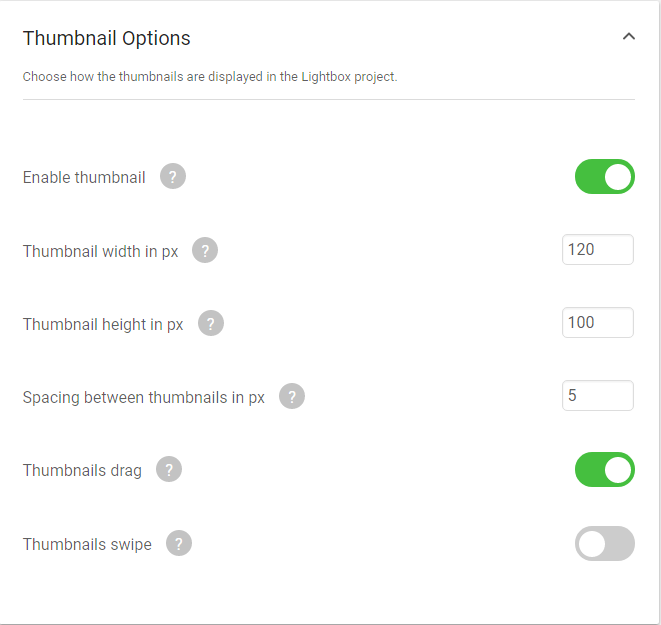 Thumbnail Options
Choose how the thumbnails are displayed in the Lightbox project.
Enable thumbnail ?
Thumbnail width in px ? 120
Thumbnail height in px ? 100
Spacing between thumbnails in px ? 5
Thumbnails drag ?
Thumbnails swipe ?